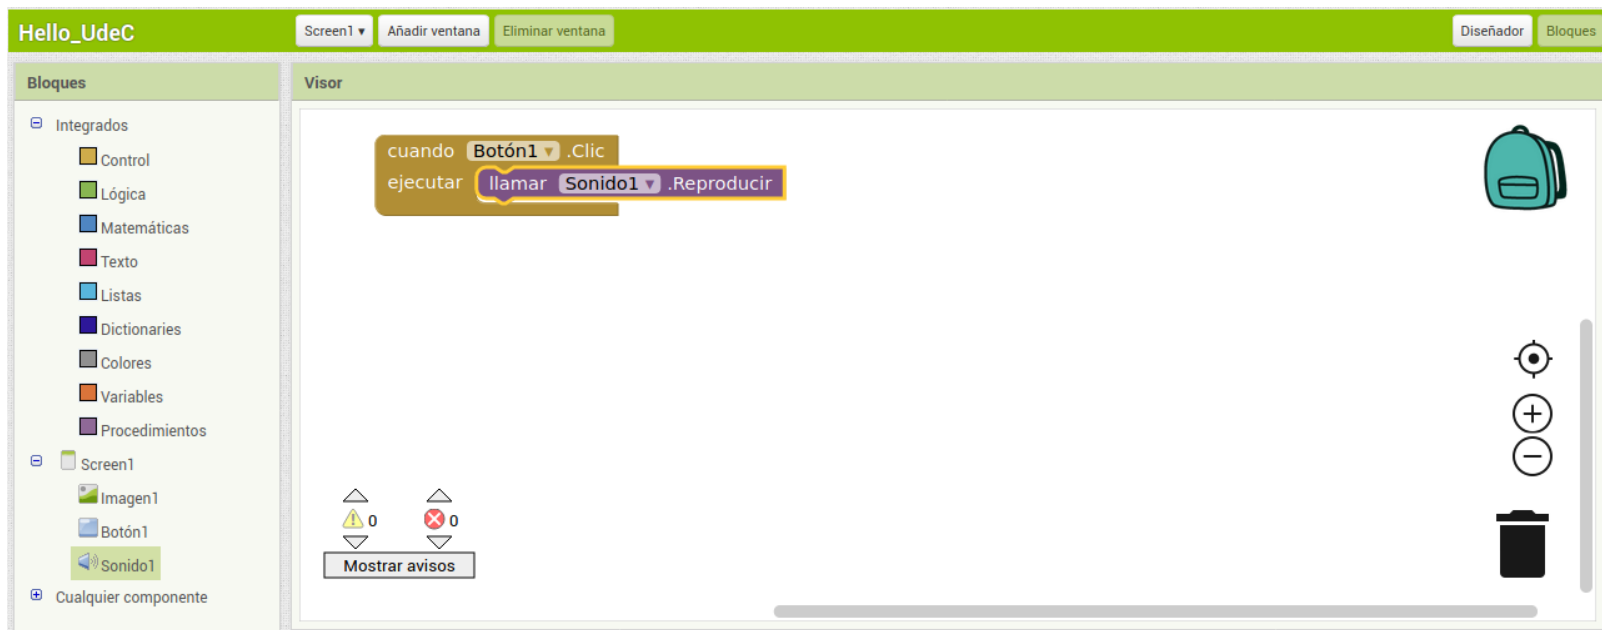 Hello_UdeC
Screen1 ▾ Añadir ventana Eliminar ventana Diseñador Bloques
Bloques
Integrados
Control
Lógica
Matemáticas
Texto
Listas
Dictionaries
Colores
Variables
Procedimientos
Screen1
Imagen1
Botón1
Sonido1
Cualquier componente
Visor
cuando Botón1 ▾ .Clic
ejecutar llamar Sonido1 ▾ .Reproducir
0 0
Mostrar avisos